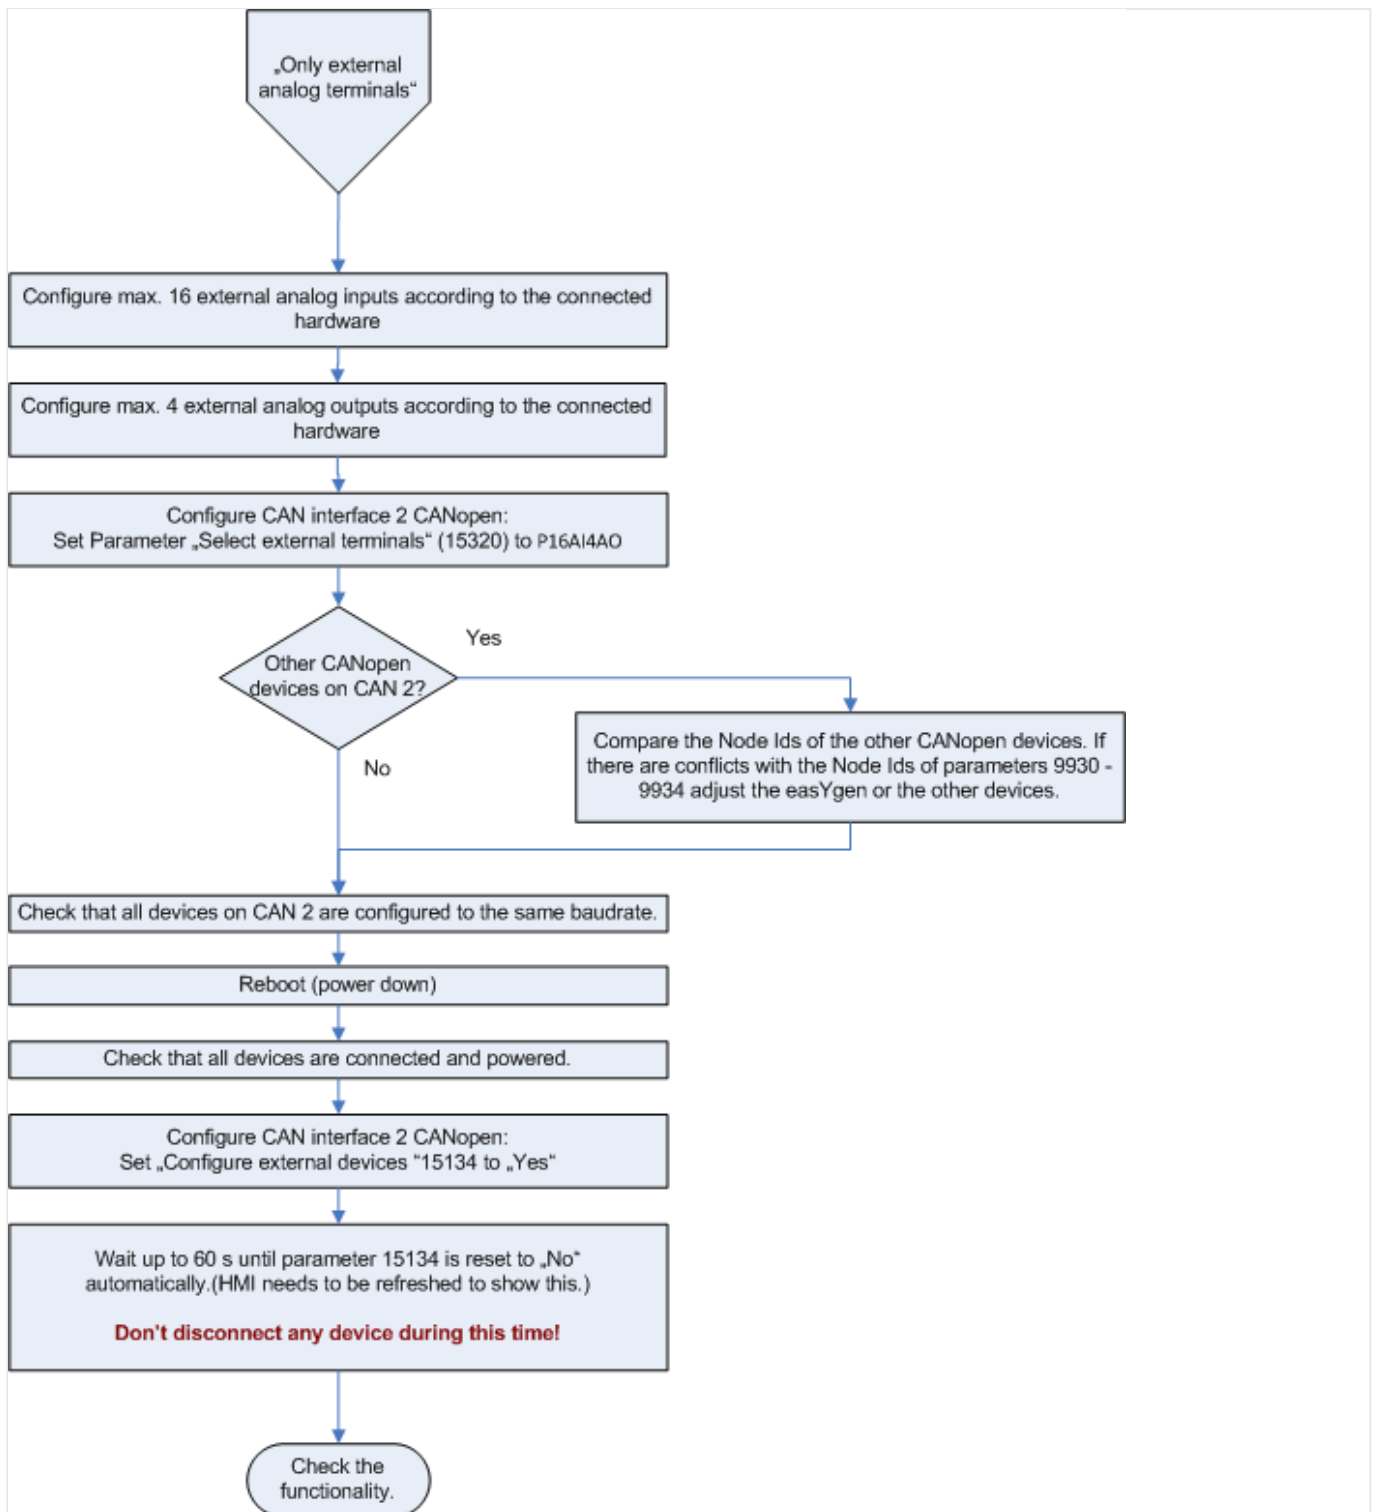 „Only external
analog terminals“
Configure max. 16 external analog inputs according to the connected
hardware
Configure max. 4 external analog outputs according to the connected
hardware
Configure CAN interface 2 CANopen:
Set Parameter „Select external terminals“ (15320) to P16AI4AO
Other CANopen
devices on CAN 2?
Yes
Compare the Node Ids of the other CANopen devices. If
there are conflicts with the Node Ids of parameters 9930 -
9934 adjust the easYgen or the other devices.
No
Check that all devices on CAN 2 are configured to the same baudrate.
Reboot (power down)
Check that all devices are connected and powered.
Configure CAN interface 2 CANopen:
Set „Configure external devices “15134 to „Yes“
Wait up to 60 s until parameter 15134 is reset to „No“
automatically.(HMI needs to be refreshed to show this.)
Don't disconnect any device during this time!
Check the
functionality.